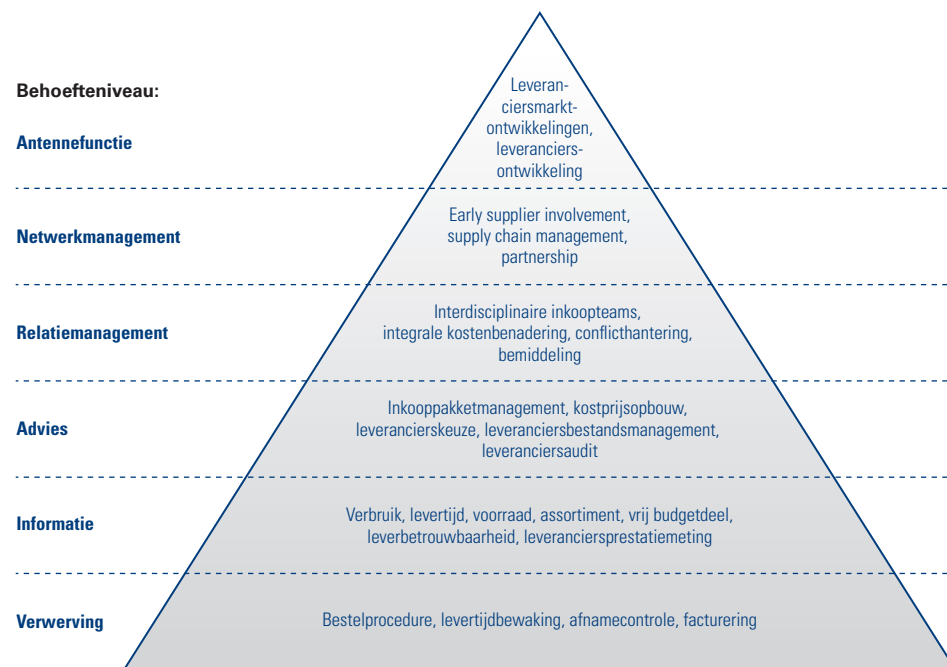 Behoefteniveau:
Antennefunctie
Leveran-
ciersmarkt-
ontwikkelingen,
leveranciers-
ontwikkeling
Netwerkmanagement
Early supplier involvement,
supply chain management,
partnership
Relatiemanagement
Interdisciplinaire inkoopteams,
integrale kostenbenadering, conflicthantering,
bemiddeling
Advies
Inkooppakketmanagement, kostprijsopbouw,
leverancierskeuze, leveranciersbestandsmanagement,
leveranciersaudit
Informatie
Verbruik, levertijd, voorraad, assortiment, vrij budgetdeel,
leverbetrouwbaarheid, leveranciersprestatiemeting
Verwerving
Bestelprocedure, levertijdbewaking, afnamecontrole, facturering